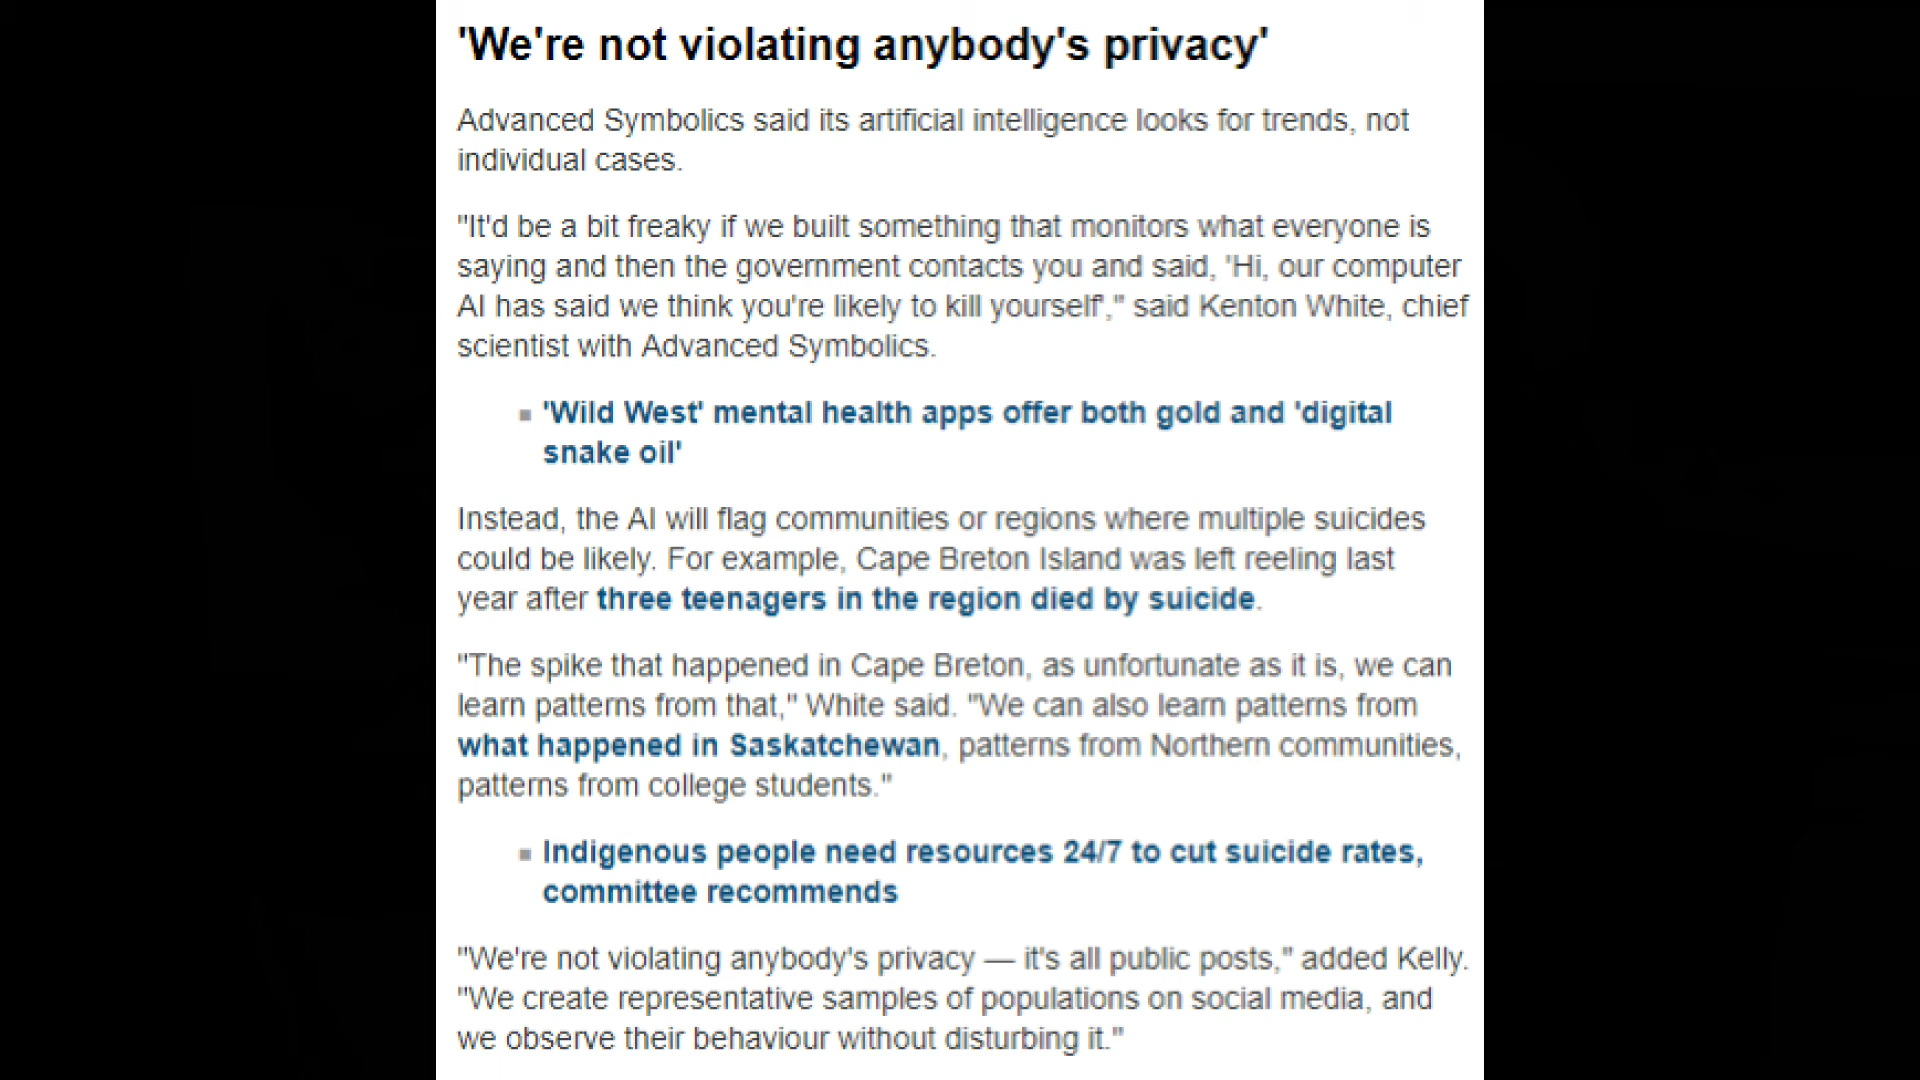 'We're not violating anybody's privacy'
Advanced Symbolics said its artificial intelligence looks for trends, not
individual cases.
"It'd be a bit freaky if we built something that monitors what everyone is
saying and then the government contacts you and said, 'Hi, our computer
AI has said we think you're likely to kill yourself'," said Kenton White, chief
scientist with Advanced Symbolics.
'Wild West' mental health apps offer both gold and 'digital
snake oil'
Instead, the AI will flag communities or regions where multiple suicides
could be likely. For example, Cape Breton Island was left reeling last
year after three teenagers in the region died by suicide.
"The spike that happened in Cape Breton, as unfortunate as it is, we can
learn patterns from that," White said. "We can also learn patterns from
what happened in Saskatchewan, patterns from Northern communities,
patterns from college students."
Indigenous people need resources 24/7 to cut suicide rates,
committee recommends
"We're not violating anybody's privacy — it's all public posts," added Kelly.
"We create representative samples of populations on social media, and
we observe their behaviour without disturbing it."